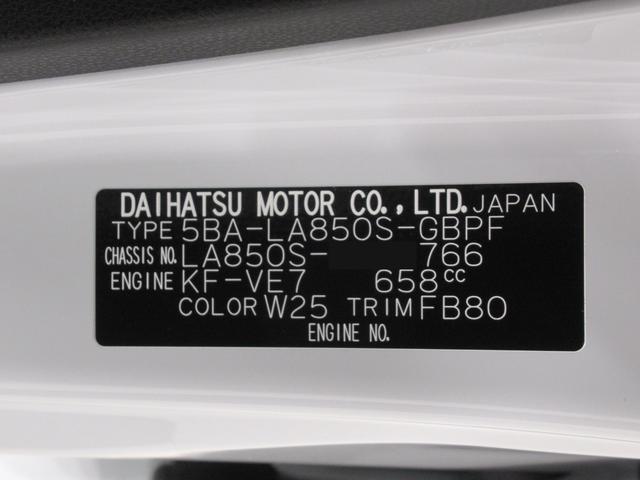 DAIHATSU MOTOR CO., LTD. JAPAN
TYPE 5BA-LA850S-GBPF
CHASSIS NO. LA850S- 766
ENGINE KF-VE7 658cc
COLOR W25 TRIM FB80
ENGINE NO.